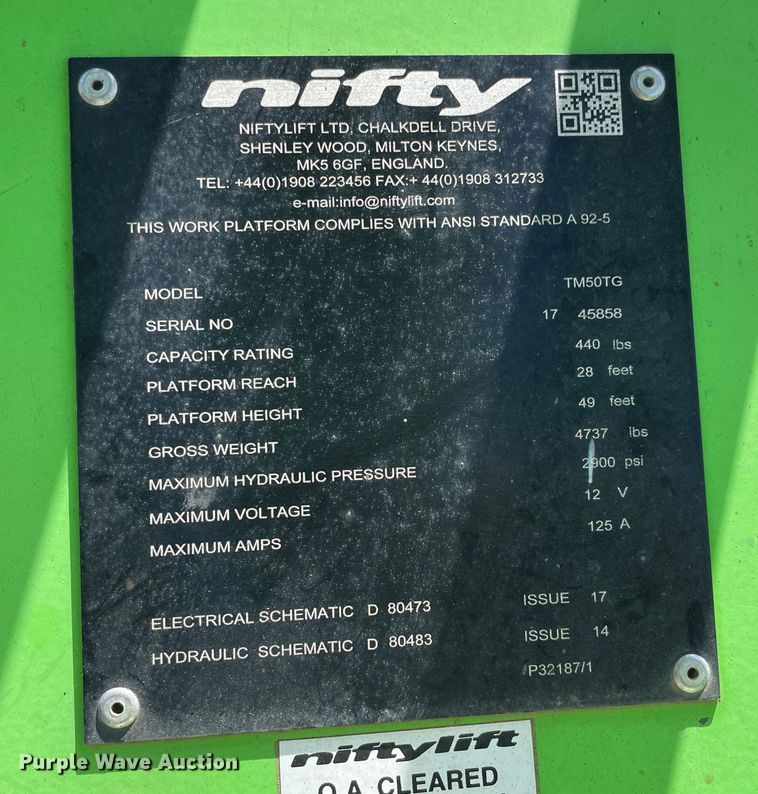 nifty
NIFTYLIFT LTD, CHALKDELL DRIVE,
SHENLEY WOOD, MILTON KEYNES,
MK5 6GF, ENGLAND.
TEL: +44(0)1908 223456 FAX:+ 44(0)1908 312733
e-mail:info@niftylift.com
THIS WORK PLATFORM COMPLIES WITH ANSI STANDARD A 92-5
MODEL TM50TG
SERIAL NO 17 45858
CAPACITY RATING 440 lbs
PLATFORM REACH 28 feet
PLATFORM HEIGHT 49 feet
GROSS WEIGHT 4737 lbs
MAXIMUM HYDRAULIC PRESSURE 2900 psi
MAXIMUM VOLTAGE 12 V
MAXIMUM AMPS 125 A
ELECTRICAL SCHEMATIC D 80473 ISSUE 17
HYDRAULIC SCHEMATIC D 80483 ISSUE 14
P32187/1
niftylift
Q.A. CLEARED
Purple Wave Auction